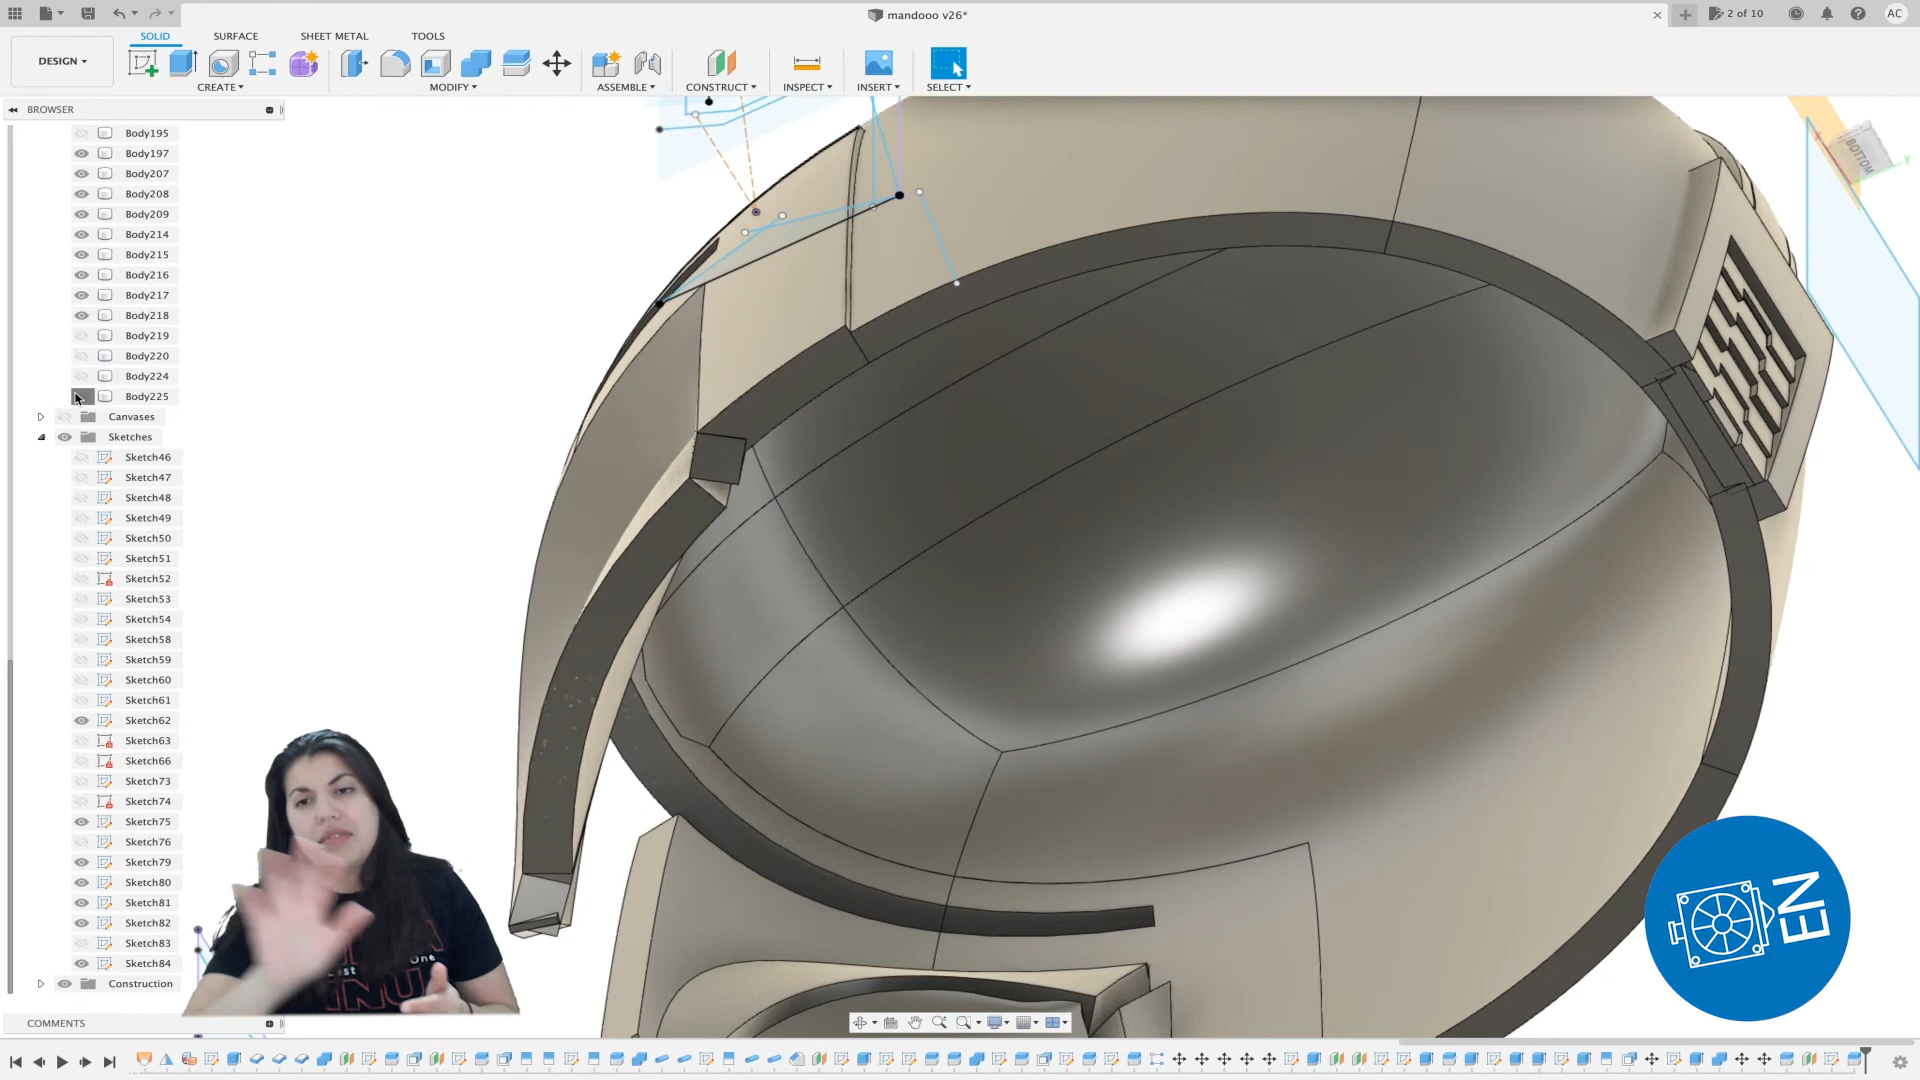 mandooo v26*
2 of 10
AC
DESIGN
SOLID
SURFACE
SHEET METAL
TOOLS
CREATE
MODIFY
ASSEMBLE
CONSTRUCT
INSPECT
INSERT
SELECT
BROWSER
Body195
Body197
Body207
Body208
Body209
Body214
Body215
Body216
Body217
Body218
Body219
Body220
Body224
Body225
Canvases
Sketches
Sketch46
Sketch47
Sketch48
Sketch49
Sketch50
Sketch51
Sketch52
Sketch53
Sketch54
Sketch58
Sketch59
Sketch60
Sketch61
Sketch62
Sketch63
Sketch66
Sketch73
Sketch74
Sketch75
Sketch76
Sketch79
Sketch80
Sketch81
Sketch82
Sketch83
Sketch84
Construction
COMMENTS
BOTTOM
EN